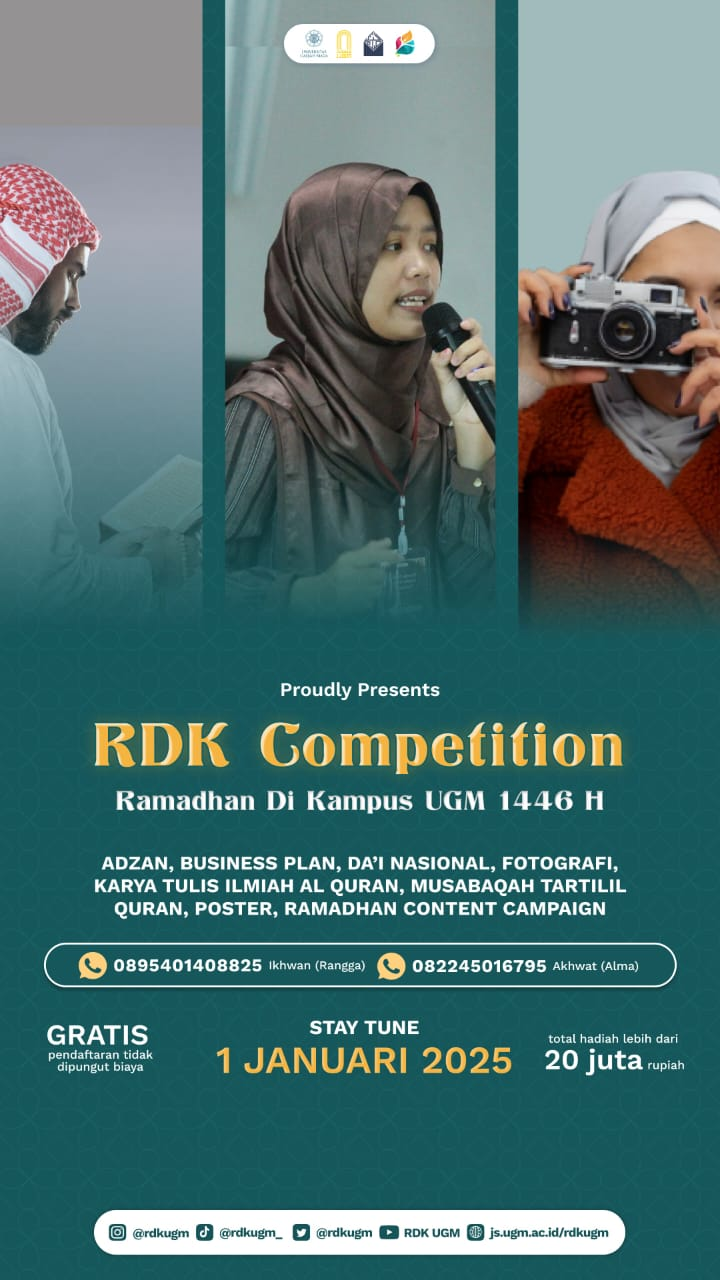 UNIVERSITAS
GADJAH MADA
Proudly Presents
RDK Competition
Ramadhan Di Kampus UGM 1446 H
ADZAN, BUSINESS PLAN, DA'I NASIONAL, FOTOGRAFI,
KARYA TULIS ILMIAH AL QURAN, MUSABAQAH TARTILIL
QURAN, POSTER, RAMADHAN CONTENT CAMPAIGN
0895401408825 Ikhwan (Rangga) 082245016795 Akhwat (Alma)
GRATIS
pendaftaran tidak
dipungut biaya
STAY TUNE
1 JANUARI 2025
total hadiah lebih dari
20 juta rupiah
@rdkugm @rdkugm_ @rdkugm RDK UGM js.ugm.ac.id/rdkugm